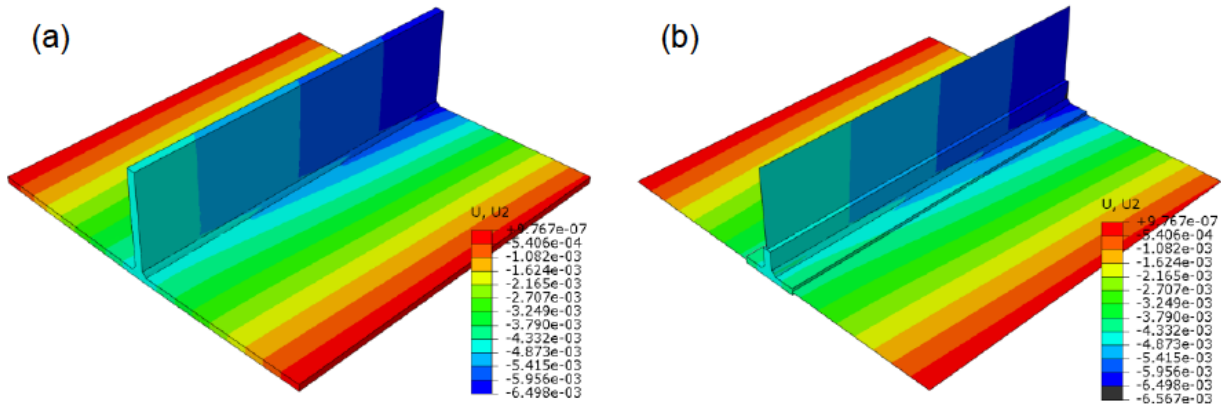 (a)
U, U2
+9.767e-07
-5.406e-04
-1.082e-03
-1.624e-03
-2.165e-03
-2.707e-03
-3.249e-03
-3.790e-03
-4.332e-03
-4.873e-03
-5.415e-03
-5.956e-03
-6.498e-03
(b)
U, U2
+9.767e-07
-5.406e-04
-1.082e-03
-1.624e-03
-2.165e-03
-2.707e-03
-3.249e-03
-3.790e-03
-4.332e-03
-4.873e-03
-5.415e-03
-5.956e-03
-6.498e-03
-6.567e-03